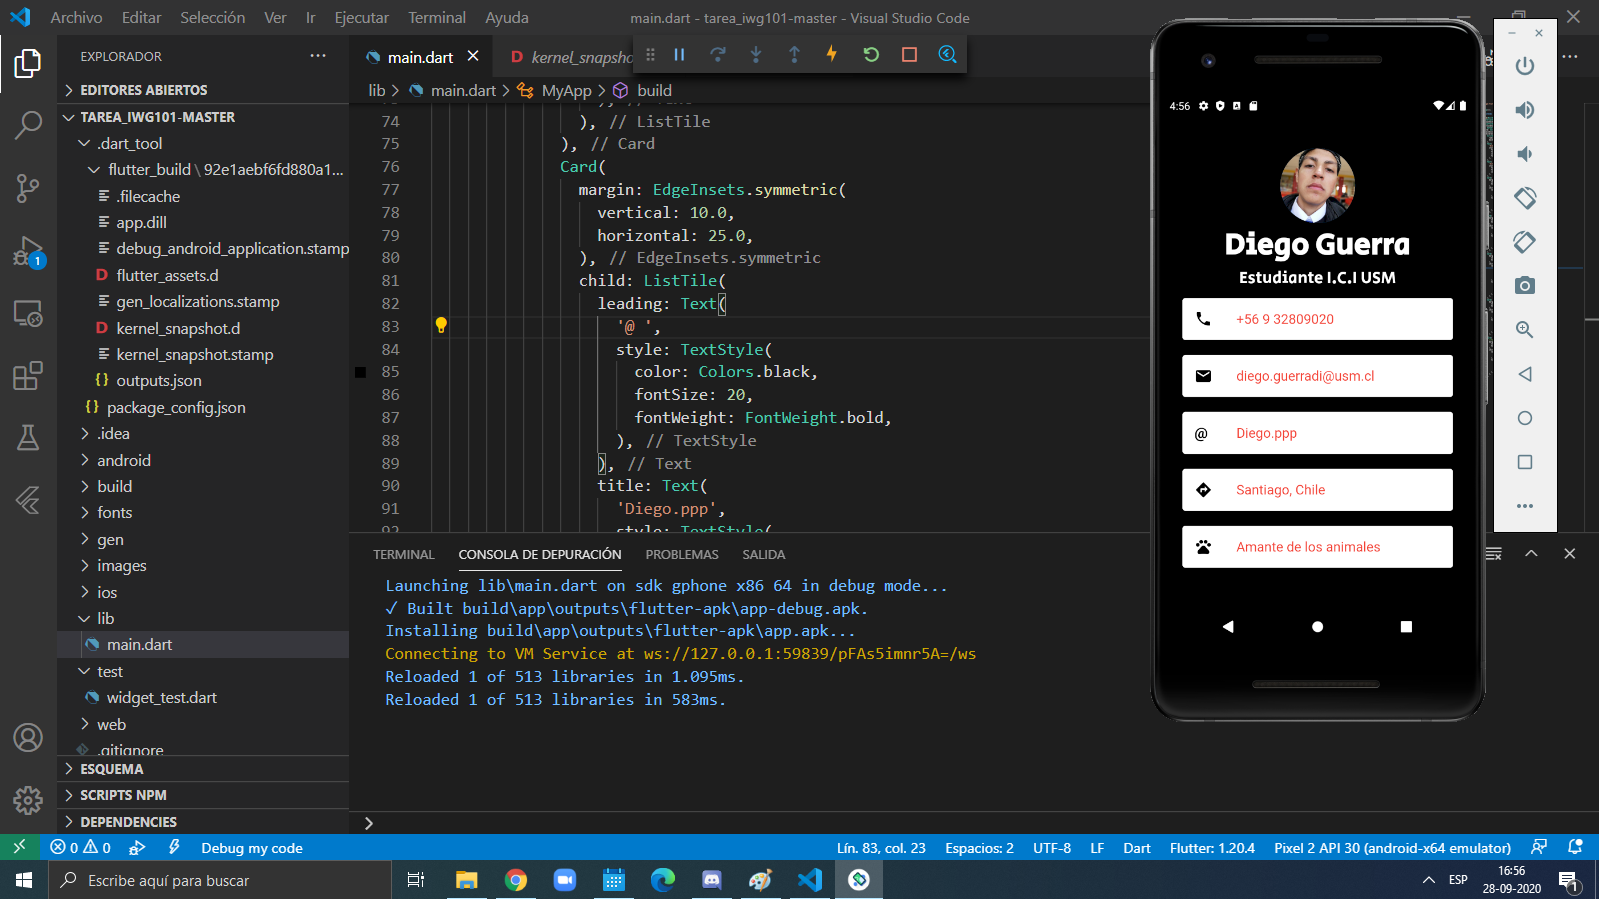 Archivo Editar Selección Ver Ir Ejecutar Terminal Ayuda
main.dart - tarea_iwg101-master - Visual Studio Code
EXPLORADOR
EDITORES ABIERTOS
TAREA_IWG101-MASTER
.dart_tool
flutter_build \ 92e1aebf6fd880a1...
.filecache
app.dill
debug_android_application.stamp
D flutter_assets.d
gen_localizations.stamp
D kernel_snapshot.d
kernel_snapshot.stamp
{} outputs.json
{} package_config.json
.idea
android
build
fonts
gen
images
ios
lib
main.dart
test
widget_test.dart
web
.gitignore
ESQUEMA
SCRIPTS NPM
DEPENDENCIES
1
main.dart
D kernel_snapsho
lib > main.dart > MyApp > build
74 ), // ListTile
75 ), // Card
76 Card(
77 margin: EdgeInsets.symmetric(
78 vertical: 10.0,
79 horizontal: 25.0,
80 ), // EdgeInsets.symmetric
81 child: ListTile(
82 leading: Text(
83 '@ ',
84 style: TextStyle(
85 color: Colors.black,
86 fontSize: 20,
87 fontWeight: FontWeight.bold,
88 ), // TextStyle
89 ), // Text
90 title: Text(
91 'Diego.ppp',
92 style: TextStyle(
TERMINAL CONSOLA DE DEPURACIÓN PROBLEMAS SALIDA
Launching lib\main.dart on sdk gphone x86 64 in debug mode...
✓ Built build\app\outputs\flutter-apk\app-debug.apk.
Installing build\app\outputs\flutter-apk\app.apk...
Connecting to VM Service at ws://127.0.0.1:59839/pFAs5imnr5A=/ws
Reloaded 1 of 513 libraries in 1.095ms.
Reloaded 1 of 513 libraries in 583ms.
4:56
Diego Guerra
Estudiante I.C.I USM
+56 9 32809020
diego.guerradi@usm.cl
@ Diego.ppp
Santiago, Chile
Amante de los animales
0 0 Debug my code
Lín. 83, col. 23 Espacios: 2 UTF-8 LF Dart Flutter: 1.20.4 Pixel 2 API 30 (android-x64 emulator)
Escribe aquí para buscar
ESP
16:56
28-09-2020
1